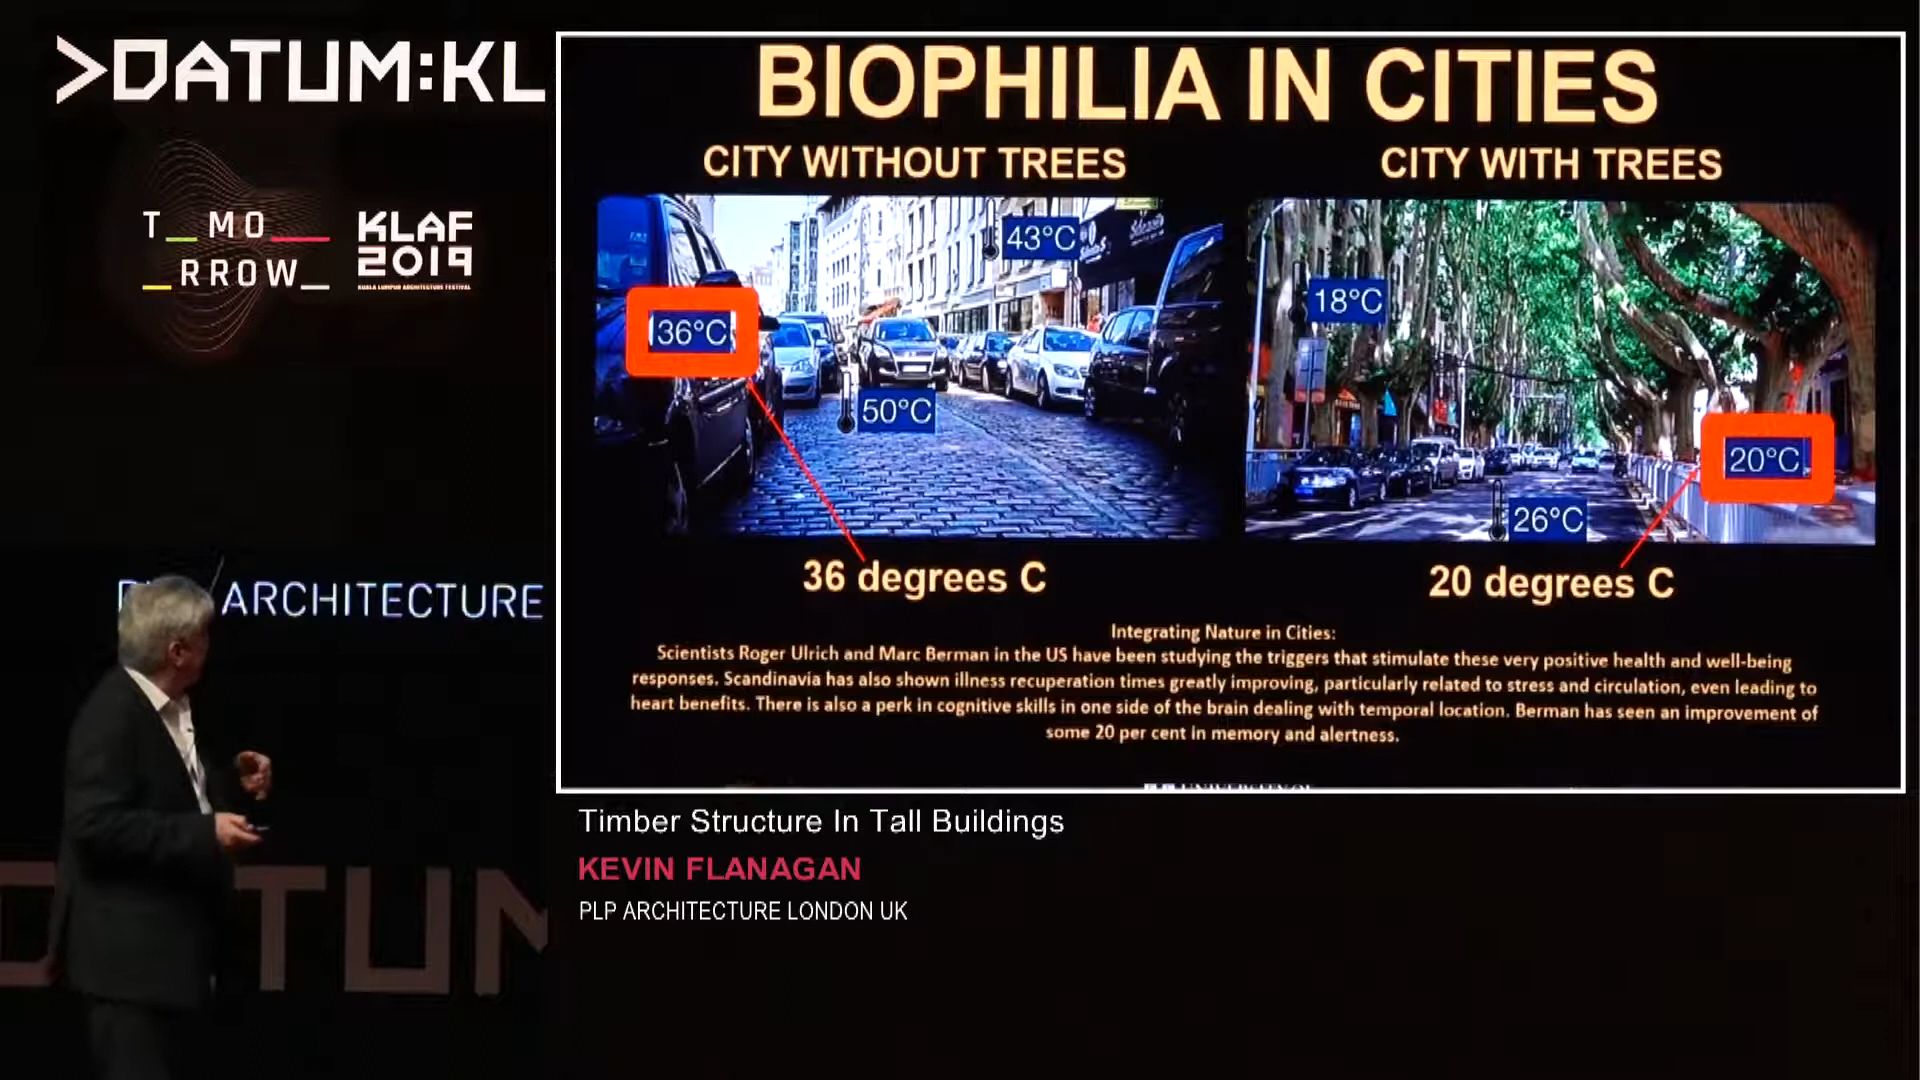 >DATUM:KL
T_MO_
_RROW_
KLAF
2019
KUALA LUMPUR ARCHITECTURE FESTIVAL
ARCHITECTURE
BIOPHILIA IN CITIES
CITY WITHOUT TREES
CITY WITH TREES
43°C
36°C
50°C
18°C
20°C
26°C
36 degrees C
20 degrees C
Integrating Nature in Cities:
Scientists Roger Ulrich and Marc Berman in the US have been studying the triggers that stimulate these very positive health and well-being
responses. Scandinavia has also shown illness recuperation times greatly improving, particularly related to stress and circulation, even leading to
heart benefits. There is also a perk in cognitive skills in one side of the brain dealing with temporal location. Berman has seen an improvement of
some 20 per cent in memory and alertness.
Timber Structure In Tall Buildings
KEVIN FLANAGAN
PLP ARCHITECTURE LONDON UK